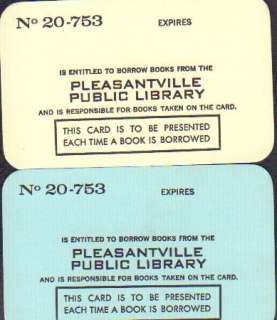 Nº 20-753 EXPIRES
IS ENTITLED TO BORROW BOOKS FROM THE
PLEASANTVILLE
PUBLIC LIBRARY
AND IS RESPONSIBLE FOR BOOKS TAKEN ON THE CARD.
THIS CARD IS TO BE PRESENTED
EACH TIME A BOOK IS BORROWED
Nº 20-753 EXPIRES
IS ENTITLED TO BORROW BOOKS FROM THE
PLEASANTVILLE
PUBLIC LIBRARY
AND IS RESPONSIBLE FOR BOOKS TAKEN ON THE CARD.
THIS CARD IS TO BE PRESENTED
EACH TIME A BOOK IS BORROWED